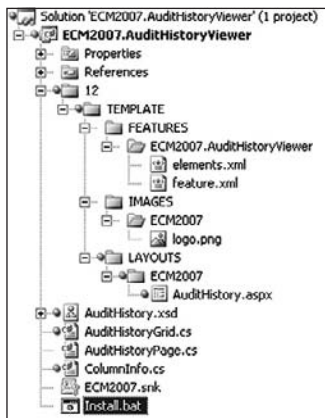 Solution 'ECM2007.AuditHistoryViewer' (1 project)
ECM2007.AuditHistoryViewer
Properties
References
12
TEMPLATE
FEATURES
ECM2007.AuditHistoryViewer
elements.xml
feature.xml
IMAGES
ECM2007
logo.png
LAYOUTS
ECM2007
AuditHistory.aspx
AuditHistory.xsd
AuditHistoryGrid.cs
AuditHistoryPage.cs
ColumnInfo.cs
ECM2007.snk
Install.bat